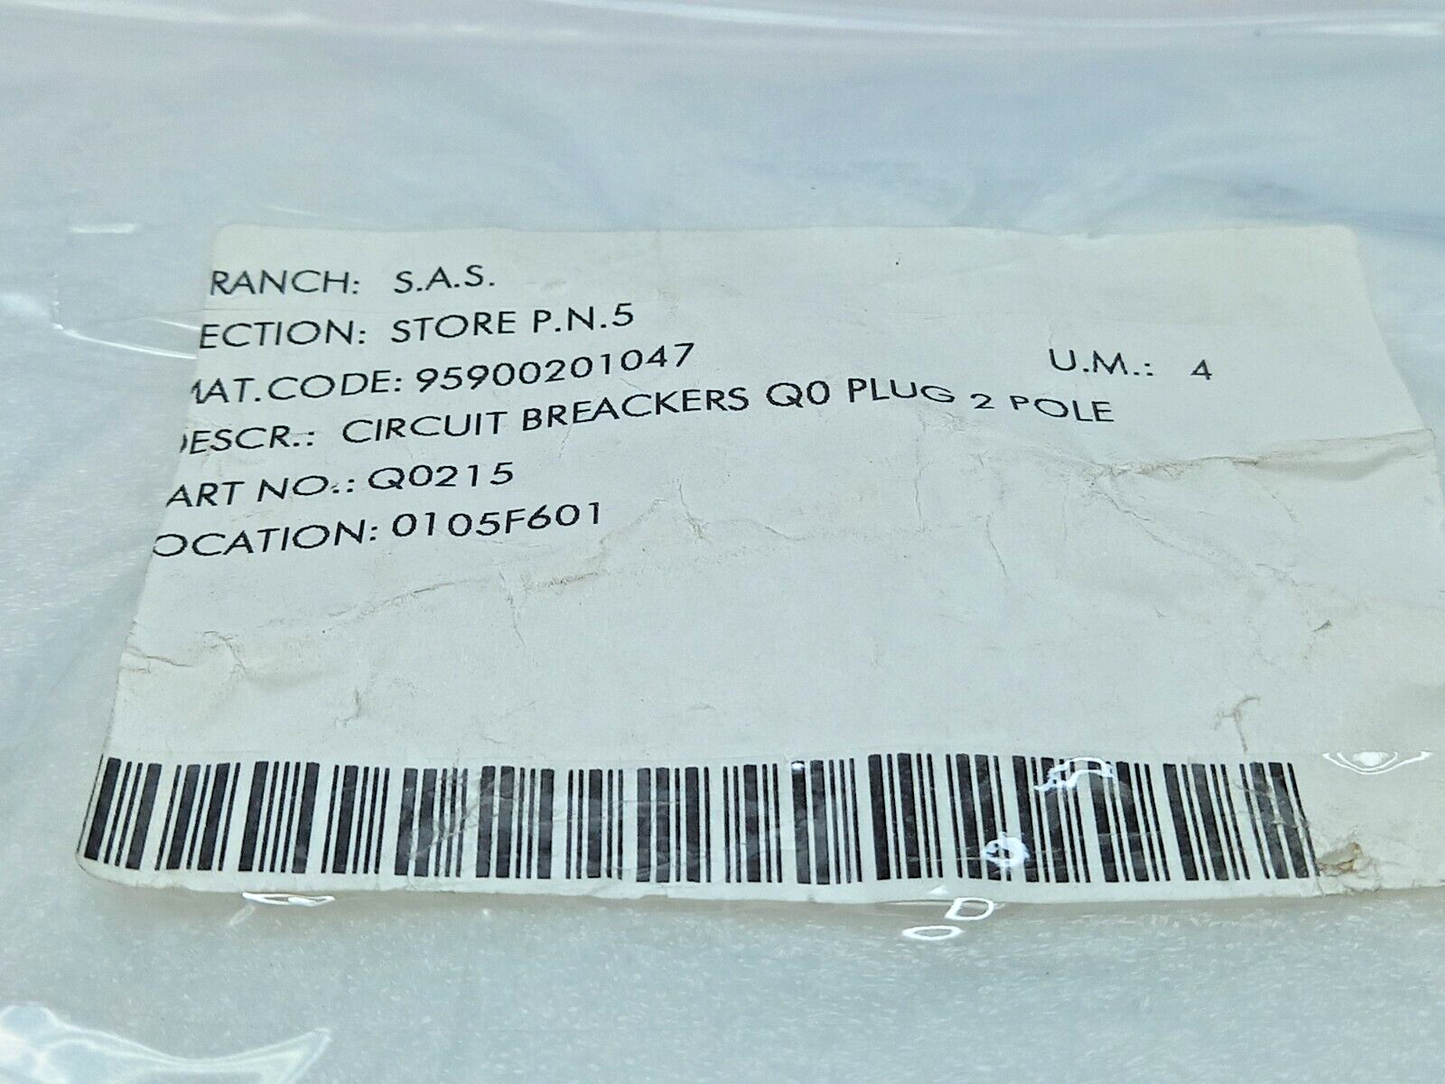 RANCH: S.A.S.
ECTION: STORE P.N.5
MAT.CODE: 95900201047 U.M.: 4
DESCR.: CIRCUIT BREACKERS Q0 PLUG 2 POLE
ART NO.: Q0215
OCATION: 0105F601